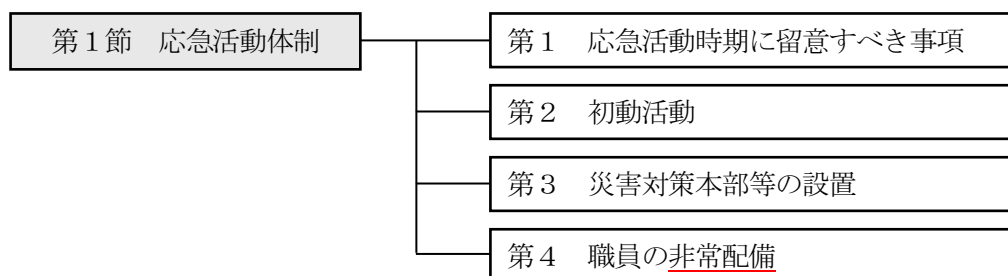 第１節　応急活動体制
第１　応急活動時期に留意すべき事項
第２　初動活動
第３　災害対策本部等の設置
第４　職員の非常配備